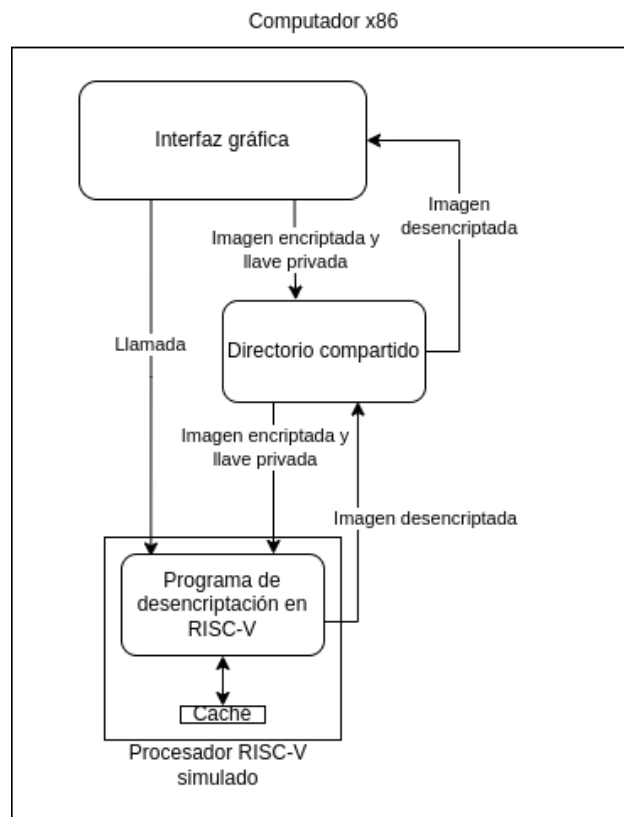 Computador x86
Interfaz gráfica
Imagen
desencriptada
Imagen encriptada y
llave privada
Llamada
Directorio compartido
Imagen encriptada y
llave privada
Imagen desencriptada
Programa de
desencriptación en
RISC-V
Caché
Procesador RISC-V
simulado